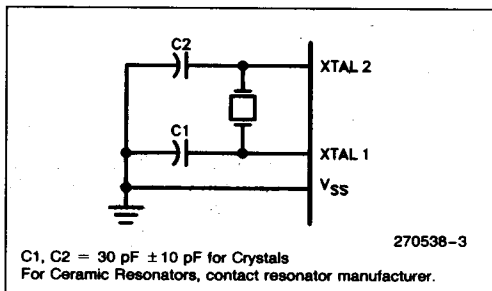 C2
XTAL 2
C1
XTAL 1
VSS
270538-3
C1, C2 = 30 pF ±10 pF for Crystals
For Ceramic Resonators, contact resonator manufacturer.